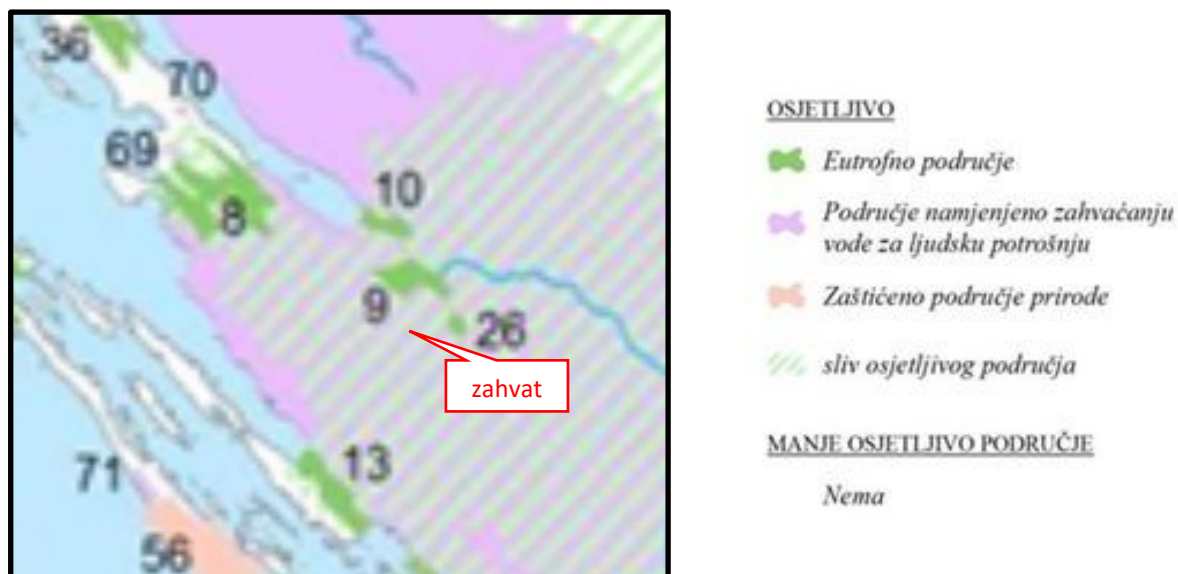 36
70
69
10
8
9
26
zahvat
13
71
56
OSJETLJIVO
Eutrofno područje
Područje namjenjeno zahvaćanju
vode za ljudsku potrošnju
Zaštićeno područje prirode
sliv osjetljivog područja
MANJE OSJETLJIVO PODRUČJE
Nema